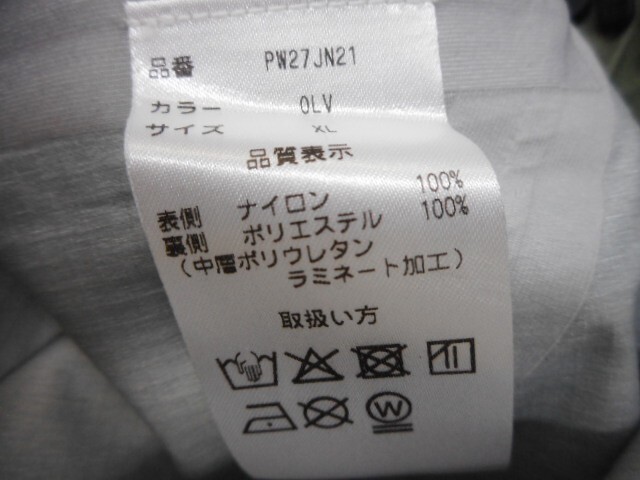 品番 PW27JN21
カラー OLV
サイズ XL
品質表示
表側 ナイロン 100%
裏側 ポリエステル 100%
(中層ポリウレタン
ラミネート加工)
取扱い方
W